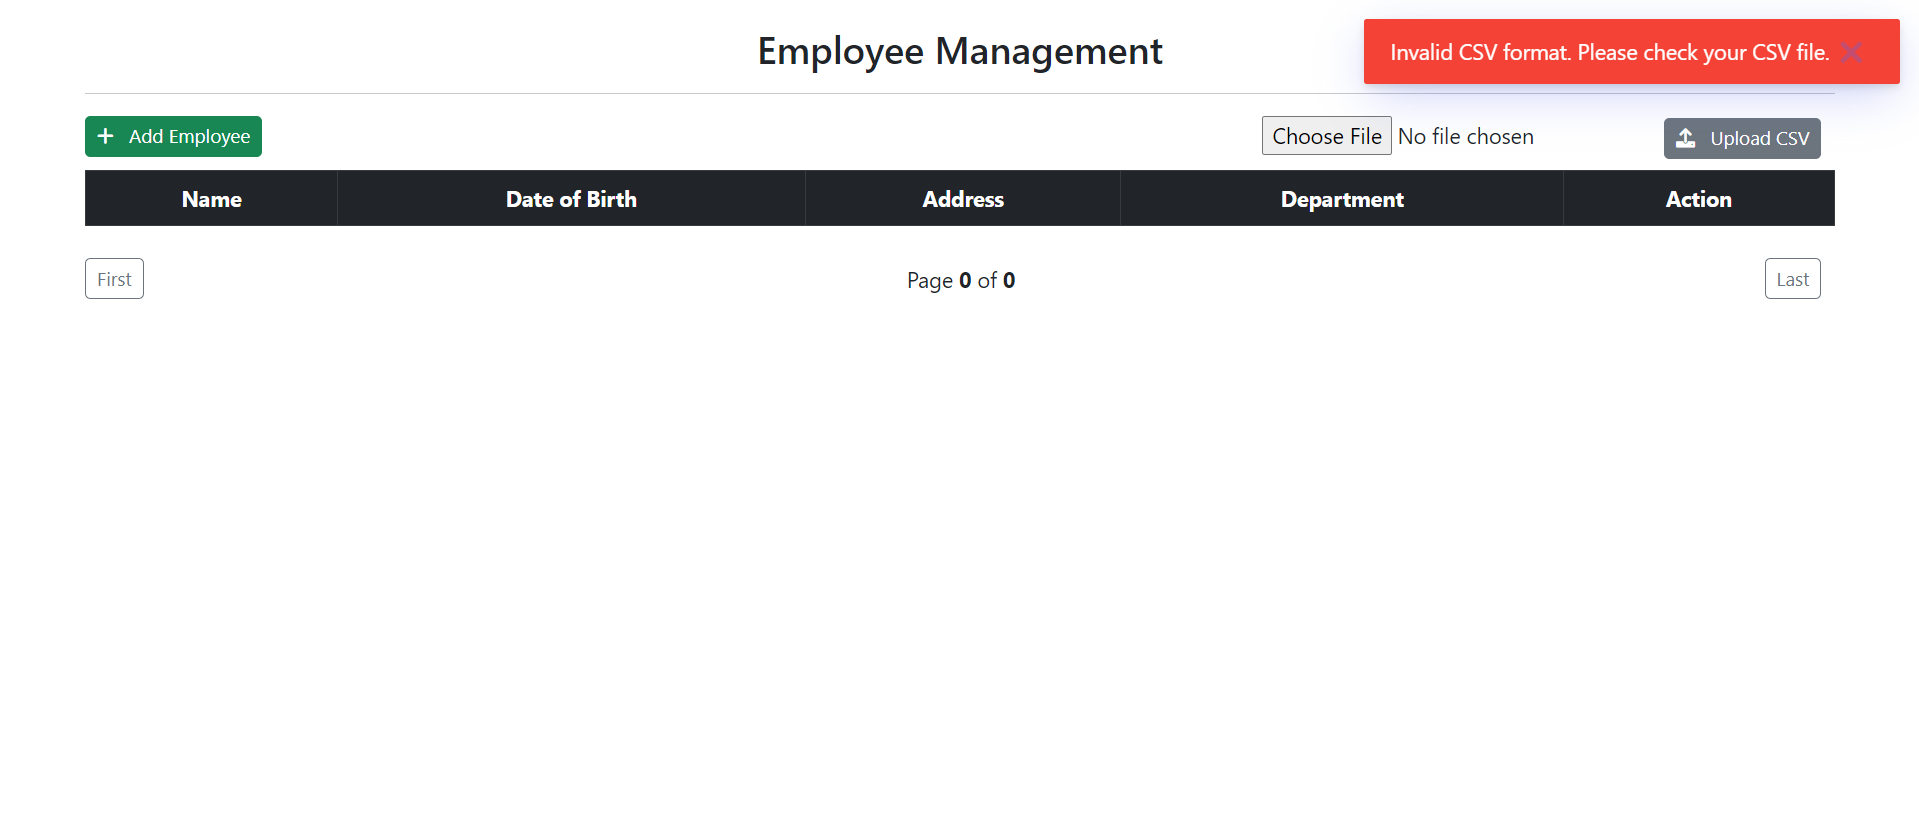 Employee Management
Invalid CSV format. Please check your CSV file.
Add Employee
Choose File No file chosen
Upload CSV
Name Date of Birth Address Department Action
First
Page 0 of 0
Last